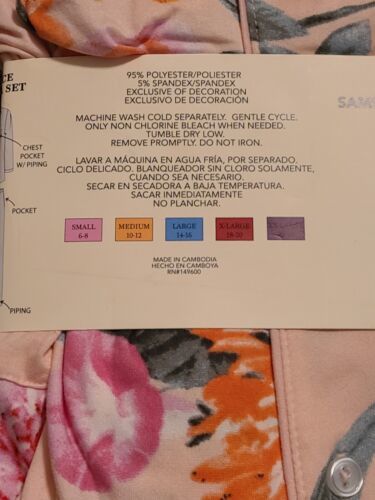 CE
SET
CHEST
POCKET
W/ PIPING
POCKET
PIPING
95% POLYESTER/POLIESTER
5% SPANDEX/SPANDEX
EXCLUSIVE OF DECORATION
EXCLUSIVO DE DECORACIÓN
MACHINE WASH COLD SEPARATELY. GENTLE CYCLE.
ONLY NON CHLORINE BLEACH WHEN NEEDED.
TUMBLE DRY LOW.
REMOVE PROMPTLY. DO NOT IRON.
LAVAR A MÁQUINA EN AGUA FRÍA, POR SEPARADO.
CICLO DELICADO. BLANQUEADOR SIN CLORO SOLAMENTE,
CUANDO SEA NECESARIO.
SECAR EN SECADORA A BAJA TEMPERATURA.
SACAR INMEDIATAMENTE
NO PLANCHAR.
SMALL
6-8
MEDIUM
10-12
LARGE
14-16
X-LARGE
18-20
MADE IN CAMBODIA
HECHO EN CAMBOYA
RN#149600
SAM